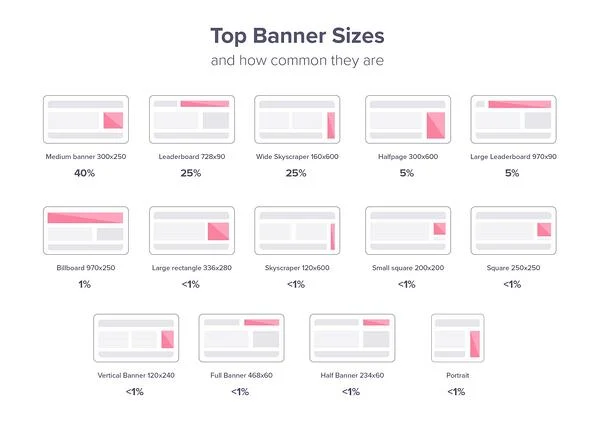 Top Banner Sizes
and how common they are
Medium banner 300x250
40%
Leaderboard 728x90
25%
Wide Skyscraper 160x600
25%
Halfpage 300x600
5%
Large Leaderboard 970x90
5%
Billboard 970x250
1%
Large rectangle 336x280
<1%
Skyscraper 120x600
<1%
Small square 200x200
<1%
Square 250x250
<1%
Vertical Banner 120x240
<1%
Full Banner 468x60
<1%
Half Banner 234x60
<1%
Portrait
<1%